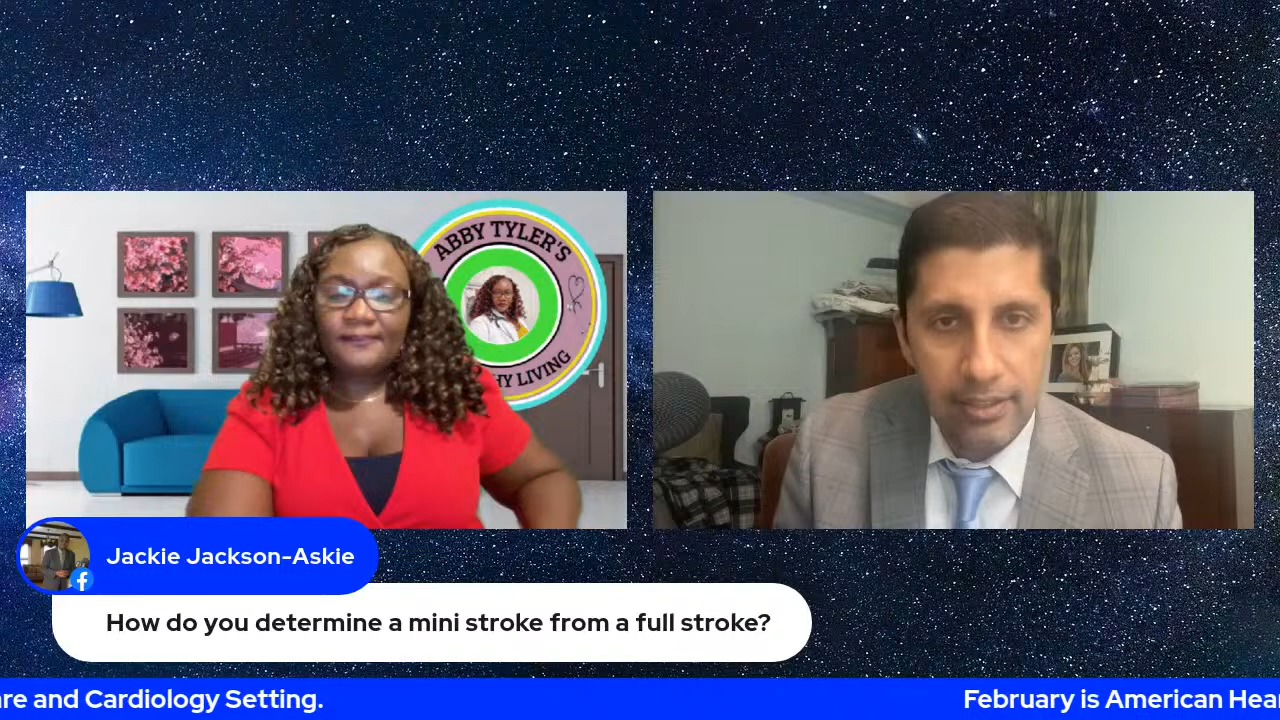 ABBY TYLER'S
HY LIVING
Jackie Jackson-Askie
How do you determine a mini stroke from a full stroke?
are and Cardiology Setting.
February is American Hear